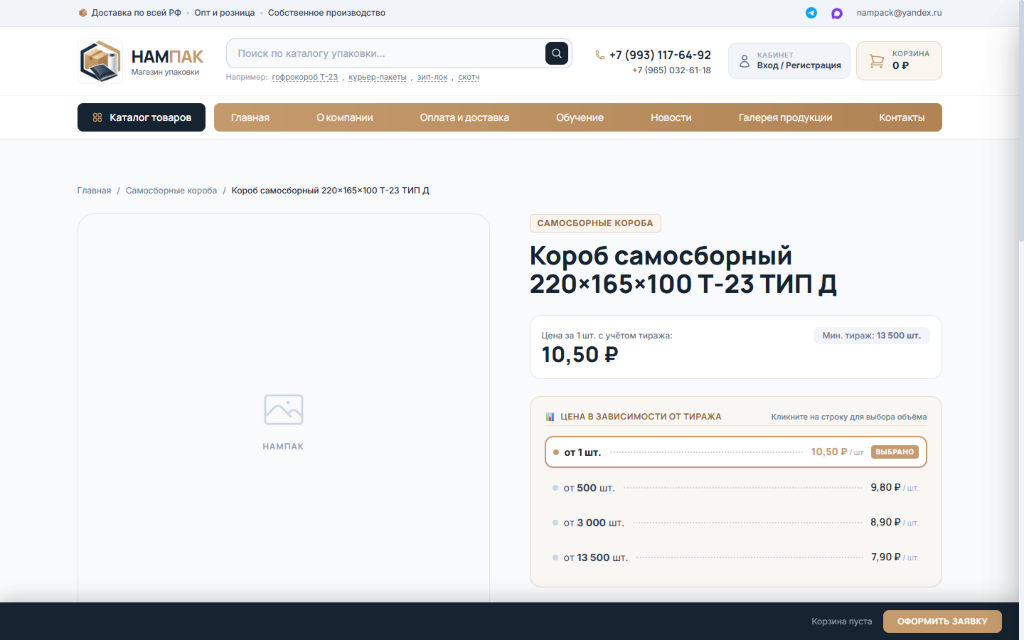 Доставка по всей РФ • Опт и розница • Собственное производство
nampack@yandex.ru
НАМПАК
Магазин упаковки
Поиск по каталогу упаковки...
Например: гофрокороб Т-23 , курьер-пакеты , зип-лок , скотч
+7 (993) 117-64-92
+7 (965) 032-61-18
КАБИНЕТ
Вход / Регистрация
КОРЗИНА
0 ₽
Каталог товаров
Главная
О компании
Оплата и доставка
Обучение
Новости
Галерея продукции
Контакты
Главная / Самосборные короба / Короб самосборный 220×165×100 Т-23 ТИП Д
НАМПАК
САМОСБОРНЫЕ КОРОБА
Короб самосборный
220×165×100 Т-23 ТИП Д
Цена за 1 шт. с учётом тиража:
10,50 ₽
Мин. тираж: 13 500 шт.
ЦЕНА В ЗАВИСИМОСТИ ОТ ТИРАЖА
Кликните на строку для выбора объёма
от 1 шт. 10,50 ₽ / шт. ВЫБРАНО
от 500 шт. 9,80 ₽ / шт.
от 3 000 шт. 8,90 ₽ / шт.
от 13 500 шт. 7,90 ₽ / шт.
Корзина пуста
ОФОРМИТЬ ЗАЯВКУ